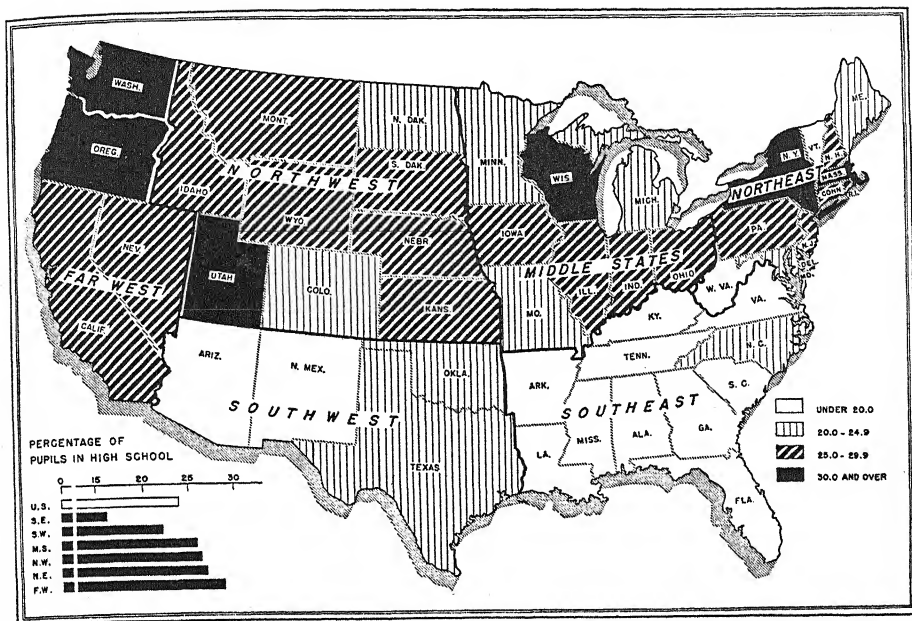 WASH.
OREG.
MONT.
IDAHO
NORTHWEST
WYO.
N. DAK.
S. DAK
NEBR
KANS.
NEV.
FAR WEST
CALIF.
UTAH
COLO.
ARIZ.
N. MEX.
OKLA.
SOUTHWEST
TEXAS
MINN.
WIS.
MICH.
IOWA
MIDDLE STATES
ILL.
IND.
OHIO
MO.
ME.
VT.
N. H.
N. Y.
MASS
CONN
R.I.
NORTHEAST
PA.
N.J.
W. VA.
VA.
KY.
TENN.
N. C.
S. C.
ARK.
SOUTHEAST
LA.
MISS.
ALA.
GA.
FLA.
UNDER 20.0
20.0 - 24.9
25.0 - 29.9
30.0 AND OVER
PERCENTAGE OF
PUPILS IN HIGH SCHOOL
0 15 20 25 30
U.S.
S.E.
S.W.
M.S.
N.W.
N.E.
F.W.